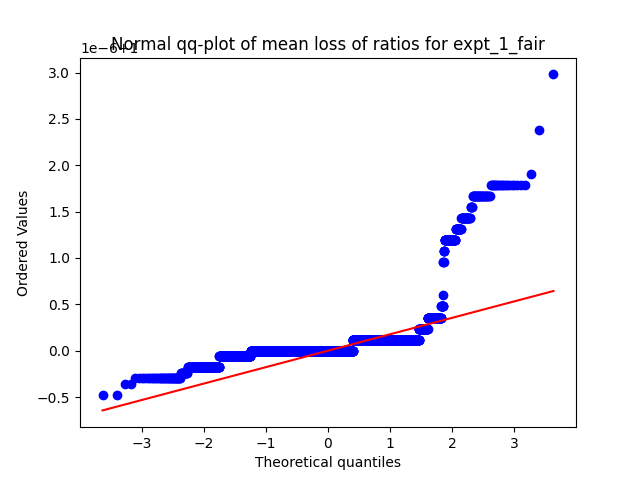 Normal qq-plot of mean loss of ratios for expt_1_fair
1e−6+1
3.0
2.5
2.0
1.5
1.0
0.5
0.0
−0.5
Ordered Values
−3 −2 −1 0 1 2 3
Theoretical quantiles